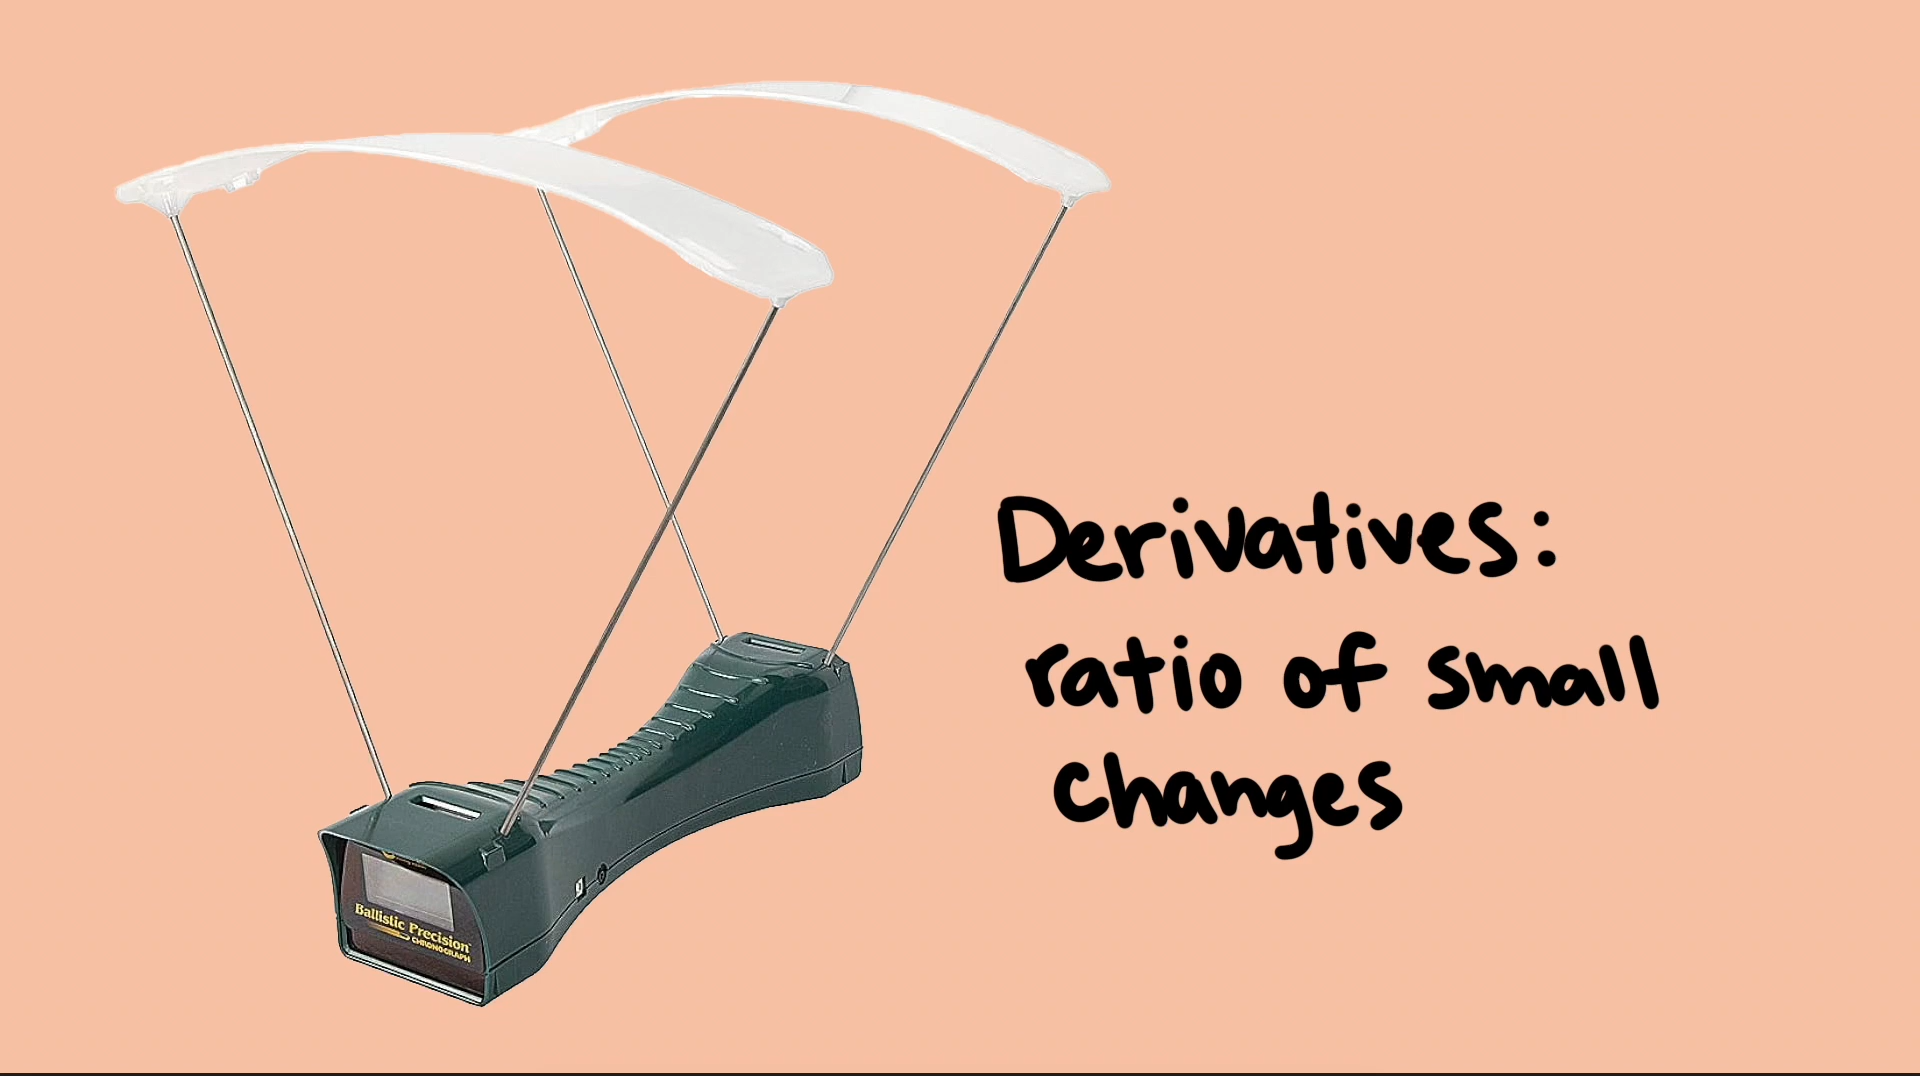 Derivatives:
ratio of small
changes
Ballistic Precision
CHRONOGRAPH